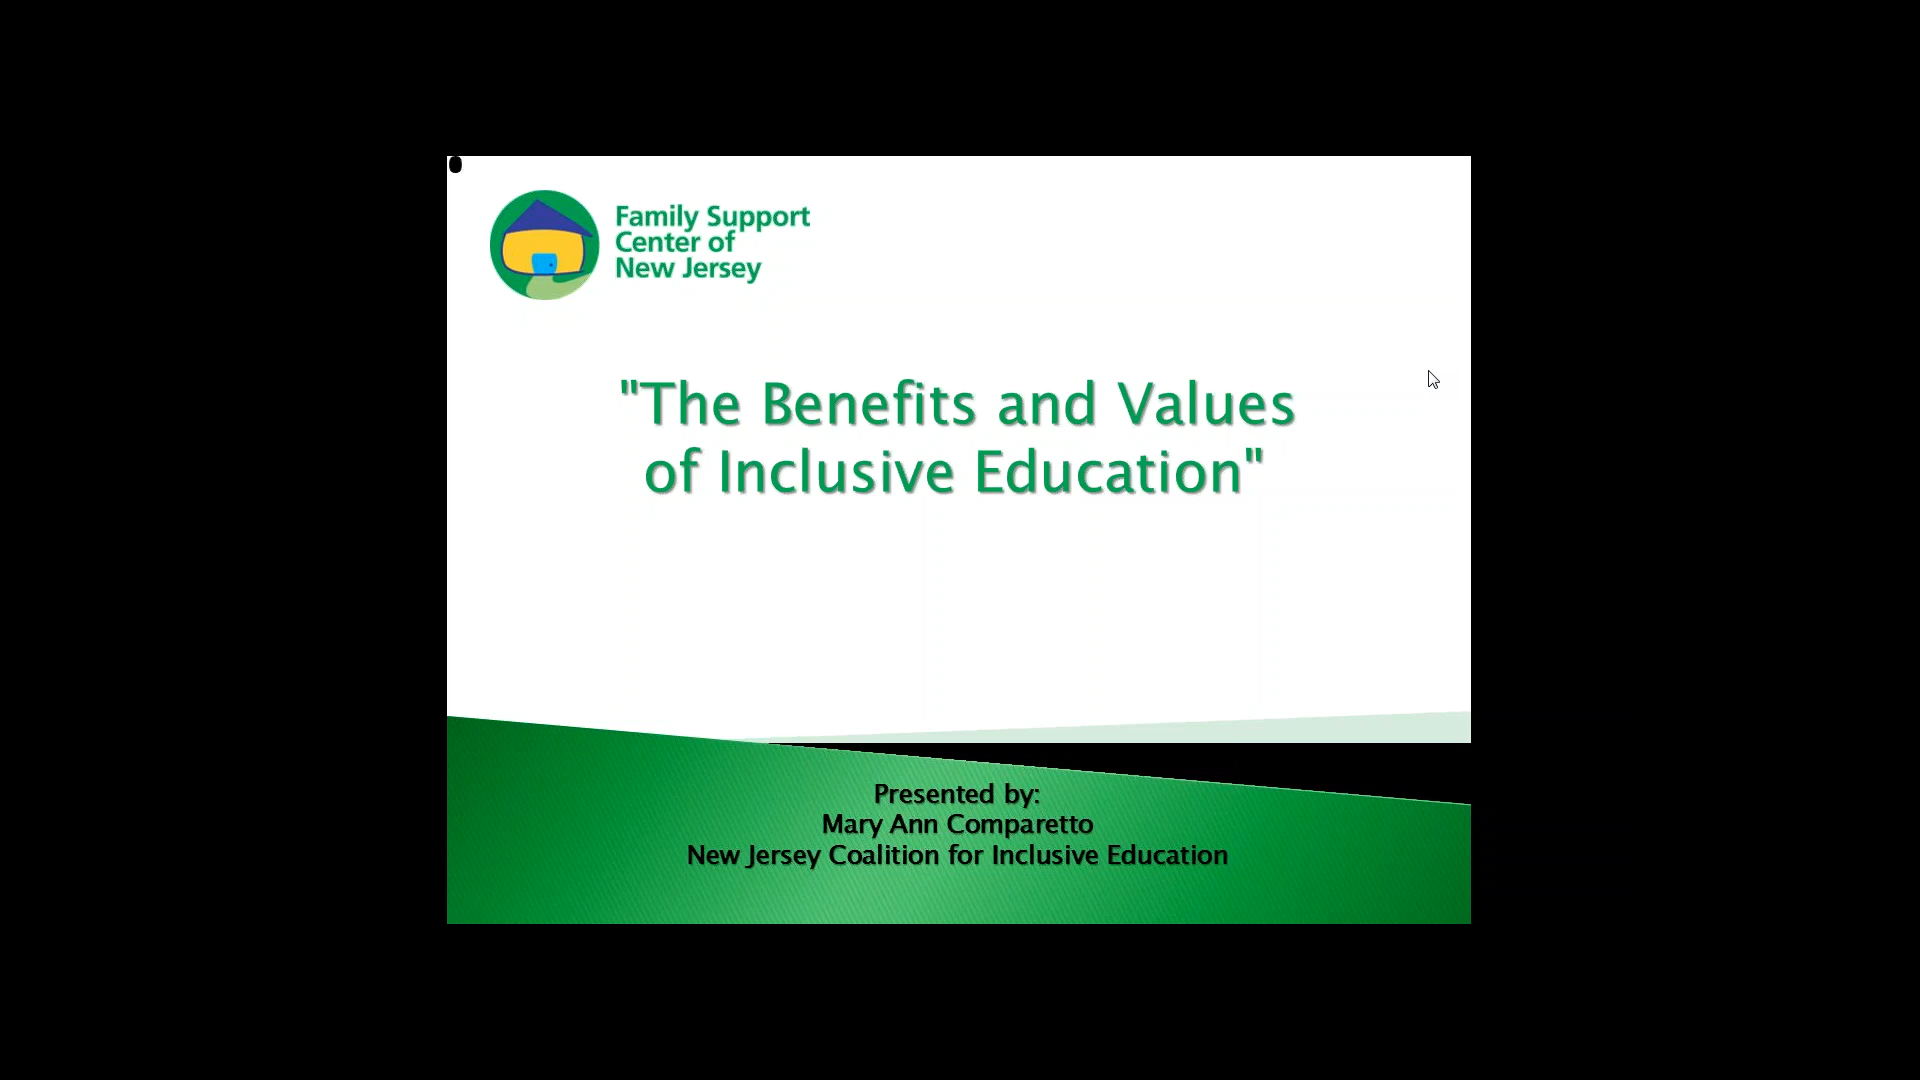 Family Support
Center of
New Jersey
"The Benefits and Values
of Inclusive Education"
Presented by:
Mary Ann Comparetto
New Jersey Coalition for Inclusive Education